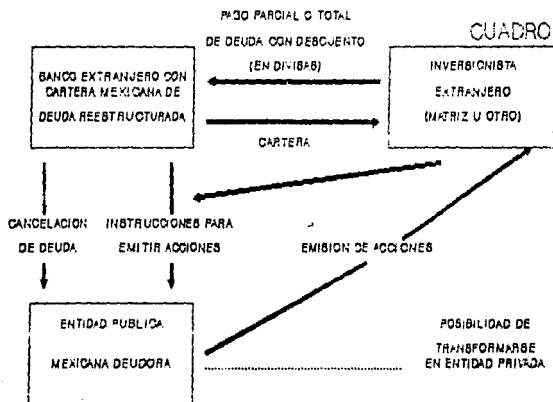 PAGO PARCIAL O TOTAL
DE DEUDA CON DESCUENTO
(EN DIVISAS)
CUADRO
BANCO EXTRANJERO CON
CARTERA MEXICANA DE
DEUDA REESTRUCTURADA
INVERSIONISTA
EXTRANJERO
(MATRIZ U OTRO)
CARTERA
CANCELACION
DE DEUDA
INSTRUCCIONES PARA
EMITIR ACCIONES
EMISION DE ACCIONES
ENTIDAD PUBLICA
MEXICANA DEUDORA
POSIBILIDAD DE
TRANSFORMARSE
EN ENTIDAD PRIVADA